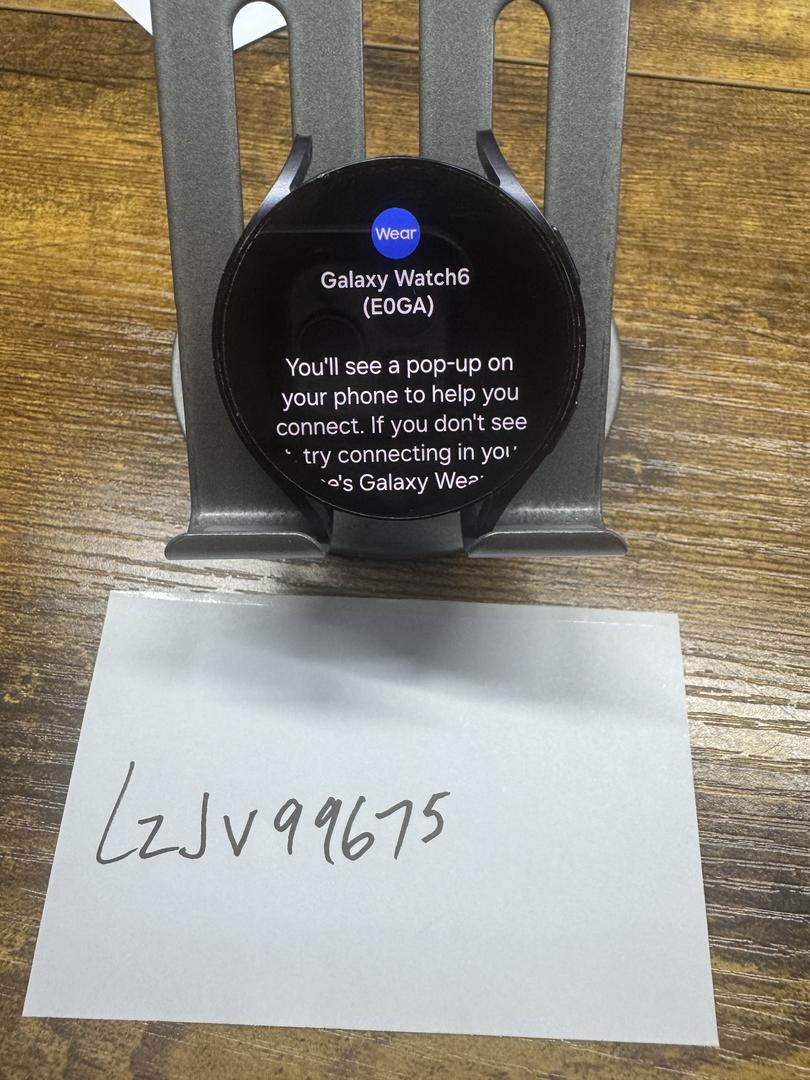 Wear
Galaxy Watch6
(E0GA)
You'll see a pop-up on
your phone to help you
connect. If you don't see
try connecting in
Galaxy
LZJV99675